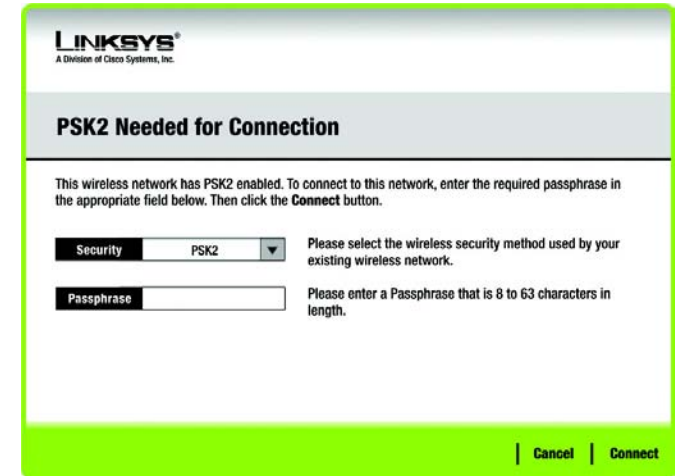 LINKSYS®
A Division of Cisco Systems, Inc.
PSK2 Needed for Connection
This wireless network has PSK2 enabled. To connect to this network, enter the required passphrase in
the appropriate field below. Then click the Connect button.
Security PSK2 Please select the wireless security method used by your
existing wireless network.
Passphrase Please enter a Passphrase that is 8 to 63 characters in
length.
Cancel Connect